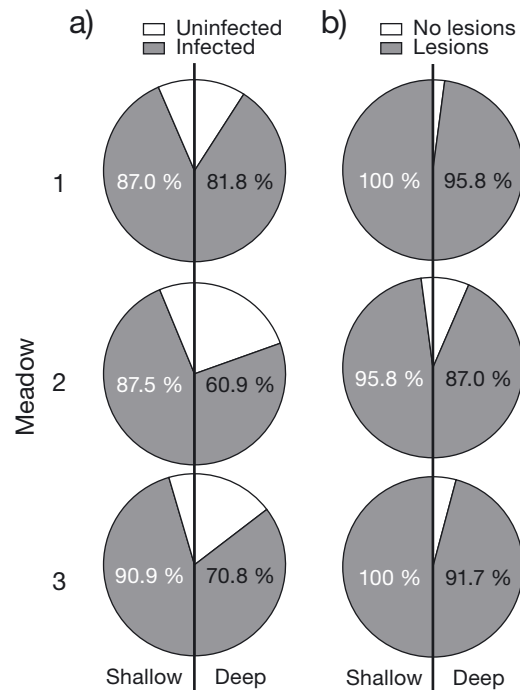 a)
Uninfected
Infected
b)
No lesions
Lesions
Meadow
1
87.0 %
81.8 %
100 %
95.8 %
2
87.5 %
60.9 %
95.8 %
87.0 %
3
90.9 %
70.8 %
100 %
91.7 %
Shallow
Deep
Shallow
Deep